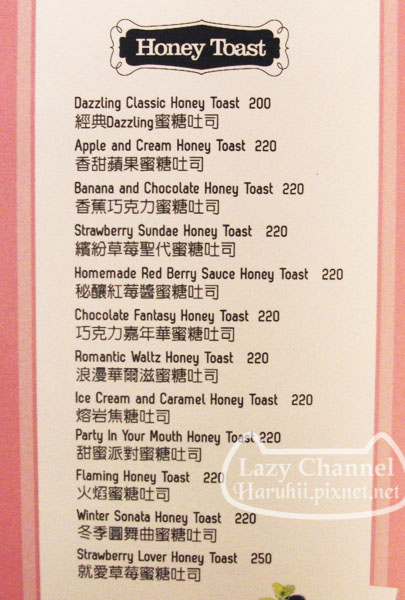 Honey Toast
Dazzling Classic Honey Toast 200
經典Dazzling蜜糖吐司
Apple and Cream Honey Toast 220
香甜蘋果蜜糖吐司
Banana and Chocolate Honey Toast 220
香蕉巧克力蜜糖吐司
Strawberry Sundae Honey Toast 220
繽紛草莓聖代蜜糖吐司
Homemade Red Berry Sauce Honey Toast 220
秘釀紅莓醬蜜糖吐司
Chocolate Fantasy Honey Toast 220
巧克力嘉年華蜜糖吐司
Romantic Waltz Honey Toast 220
浪漫華爾滋蜜糖吐司
Ice Cream and Caramel Honey Toast 220
熔岩焦糖吐司
Party In Your Mouth Honey Toast 220
甜蜜派對蜜糖吐司
Flaming Honey Toast 220
火焰蜜糖吐司
Winter Sonata Honey Toast 220
冬季圓舞曲蜜糖吐司
Strawberry Lover Honey Toast 250
就愛草莓蜜糖吐司
Lazy Channel
Haruhii.pixnet.net